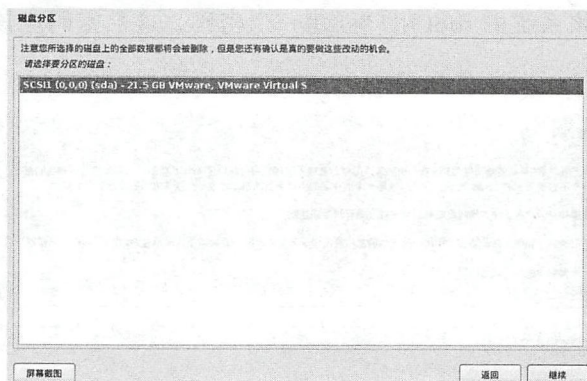 磁盘分区
注意您所选择的磁盘上的全部数据都将会被删除，但是您还有确认是真的要做这些改动的机会。
请选择要分区的磁盘：
SCSI1 (0,0,0) (sda) - 21.5 GB VMware, VMware Virtual S
屏幕截图
返回
继续